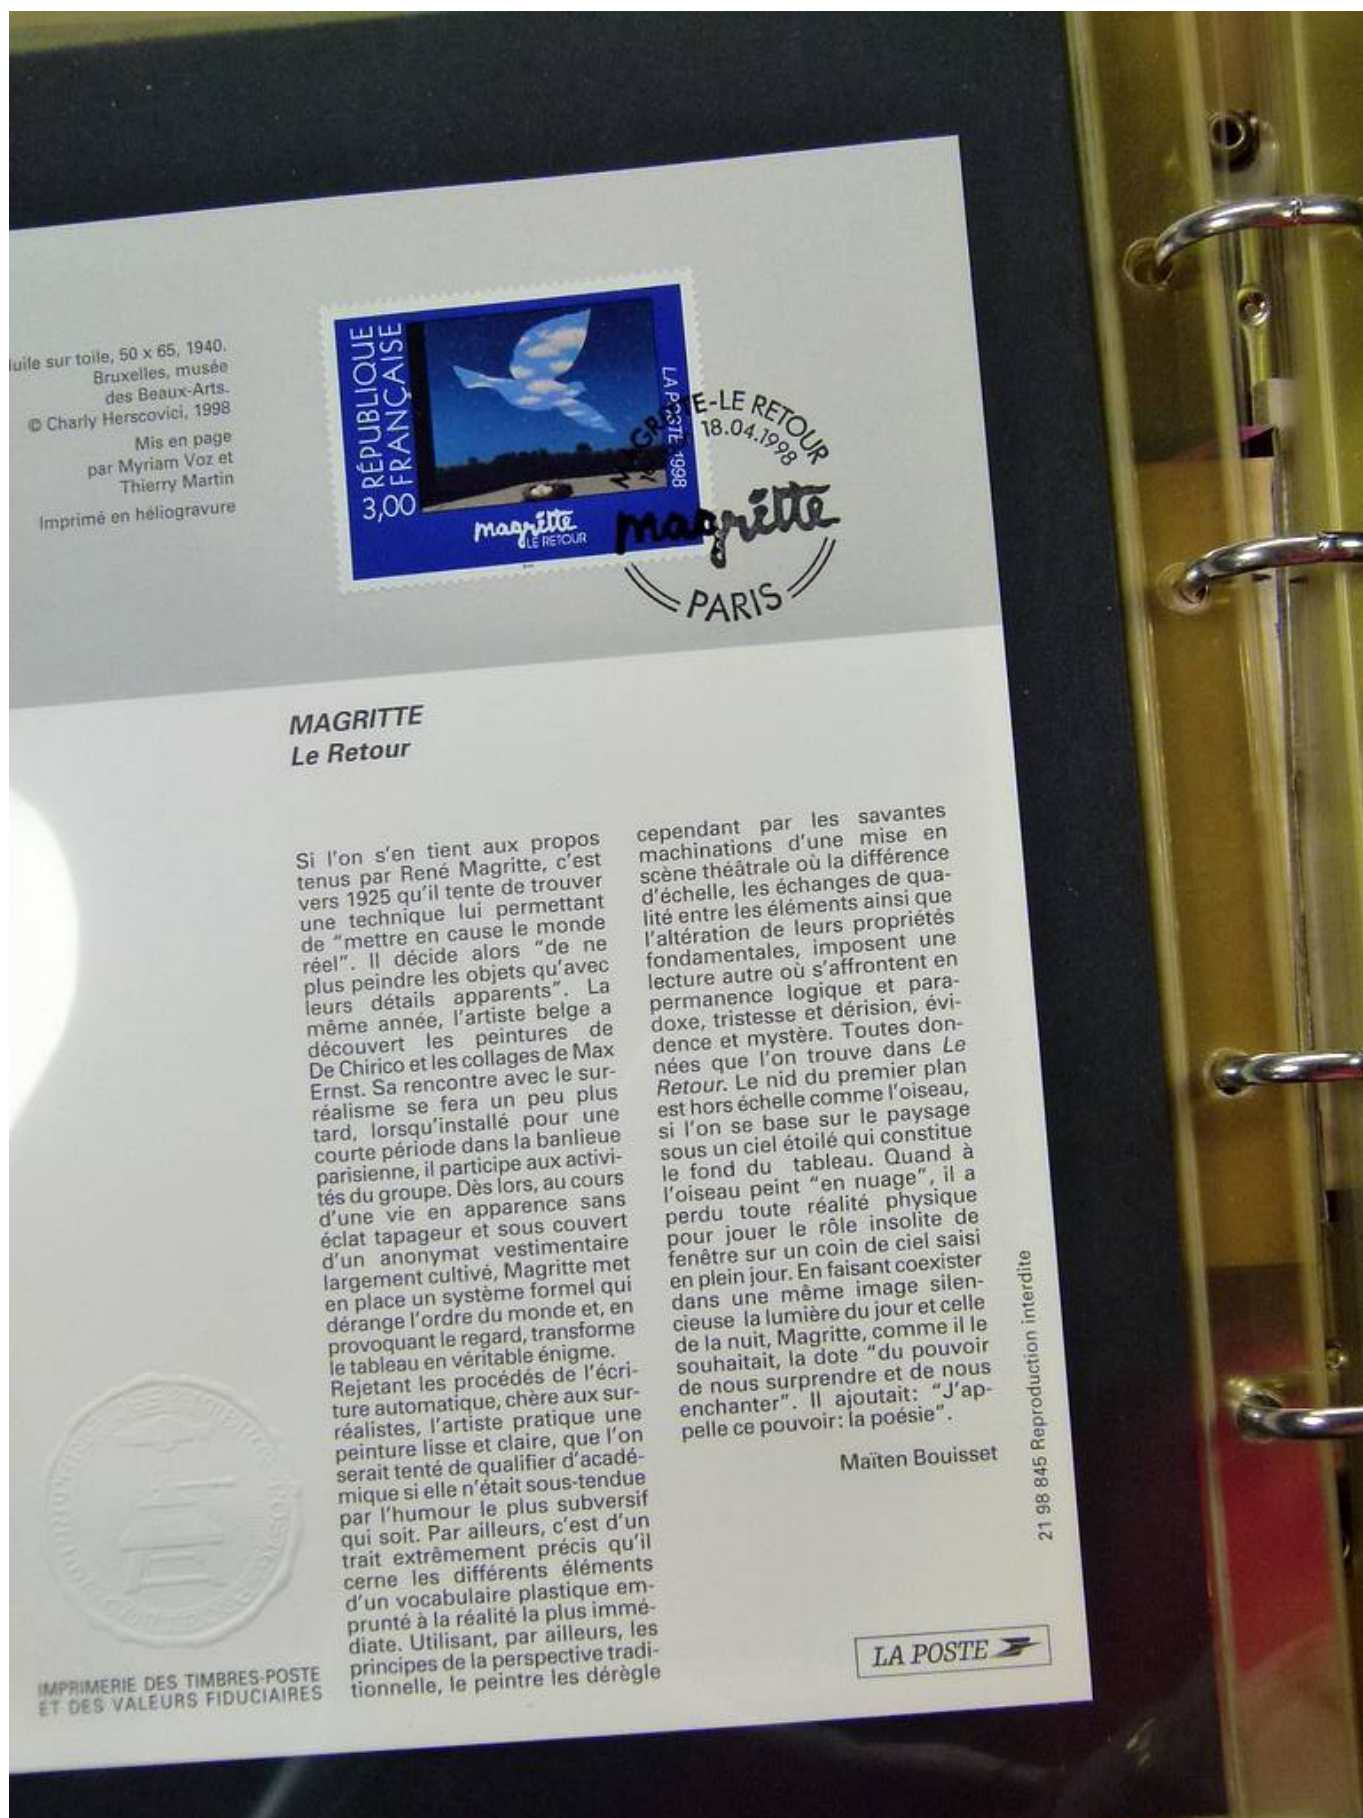 sur toile, 50 x 65, 1940.
Bruxelles, musée
des Beaux-Arts.
© Charly Herscovici, 1998
Mis en page
par Myriam Voz et
Thierry Martin
Imprimé en héliogravure
RÉPUBLIQUE
FRANÇAISE
3,00
LA POSTE 1998
magritte
LE RETOUR
MAGRITTE-LE RETOUR
18.04.1998
magritte
PARIS
MAGRITTE
Le Retour
Si l'on s'en tient aux propos
tenus par René Magritte, c'est
vers 1925 qu'il tente de trouver
une technique lui permettant
de “mettre en cause le monde
réel”. Il décide alors “de ne
plus peindre les objets qu'avec
leurs détails apparents”. La
même année, l'artiste belge a
découvert les peintures de
De Chirico et les collages de Max
Ernst. Sa rencontre avec le sur-
réalisme se fera un peu plus
tard, lorsqu'installé pour une
courte période dans la banlieue
parisienne, il participe aux activi-
tés du groupe. Dès lors, au cours
d'une vie en apparence sans
éclat tapageur et sous couvert
d'un anonymat vestimentaire
largement cultivé, Magritte met
en place un système formel qui
dérange l'ordre du monde et, en
provoquant le regard, transforme
le tableau en véritable énigme.
Rejetant les procédés de l'écri-
ture automatique, chère aux sur-
réalistes, l'artiste pratique une
peinture lisse et claire, que l'on
serait tenté de qualifier d'acadé-
mique si elle n'était sous-tendue
par l'humour le plus subversif
qui soit. Par ailleurs, c'est d'un
trait extrêmement précis qu'il
cerne les différents éléments
d'un vocabulaire plastique em-
prunté à la réalité la plus immé-
diate. Utilisant, par ailleurs, les
principes de la perspective tradi-
tionnelle, le peintre les dérègle
cependant par les savantes
machinations d'une mise en
scène théâtrale où la différence
d'échelle, les échanges de qua-
lité entre les éléments ainsi que
l'altération de leurs propriétés
fondamentales, imposent une
lecture autre où s'affrontent en
permanence logique et para-
doxe, tristesse et dérision, évi-
dence et mystère. Toutes don-
nées que l'on trouve dans Le
Retour. Le nid du premier plan
est hors échelle comme l'oiseau,
si l'on se base sur le paysage
sous un ciel étoilé qui constitue
le fond du tableau. Quand à
l'oiseau peint “en nuage”, il a
perdu toute réalité physique
pour jouer le rôle insolite de
fenêtre sur un coin de ciel saisi
en plein jour. En faisant coexister
dans une même image silen-
cieuse la lumière du jour et celle
de la nuit, Magritte, comme il le
souhaitait, la dote “du pouvoir
de nous surprendre et de nous
enchanter”. Il ajoutait: “J'ap-
pelle ce pouvoir: la poésie”.
Maïten Bouisset
21 98 845 Reproduction interdite
IMPRIMERIE DES TIMBRES-POSTE
ET DES VALEURS FIDUCIAIRES
LA POSTE